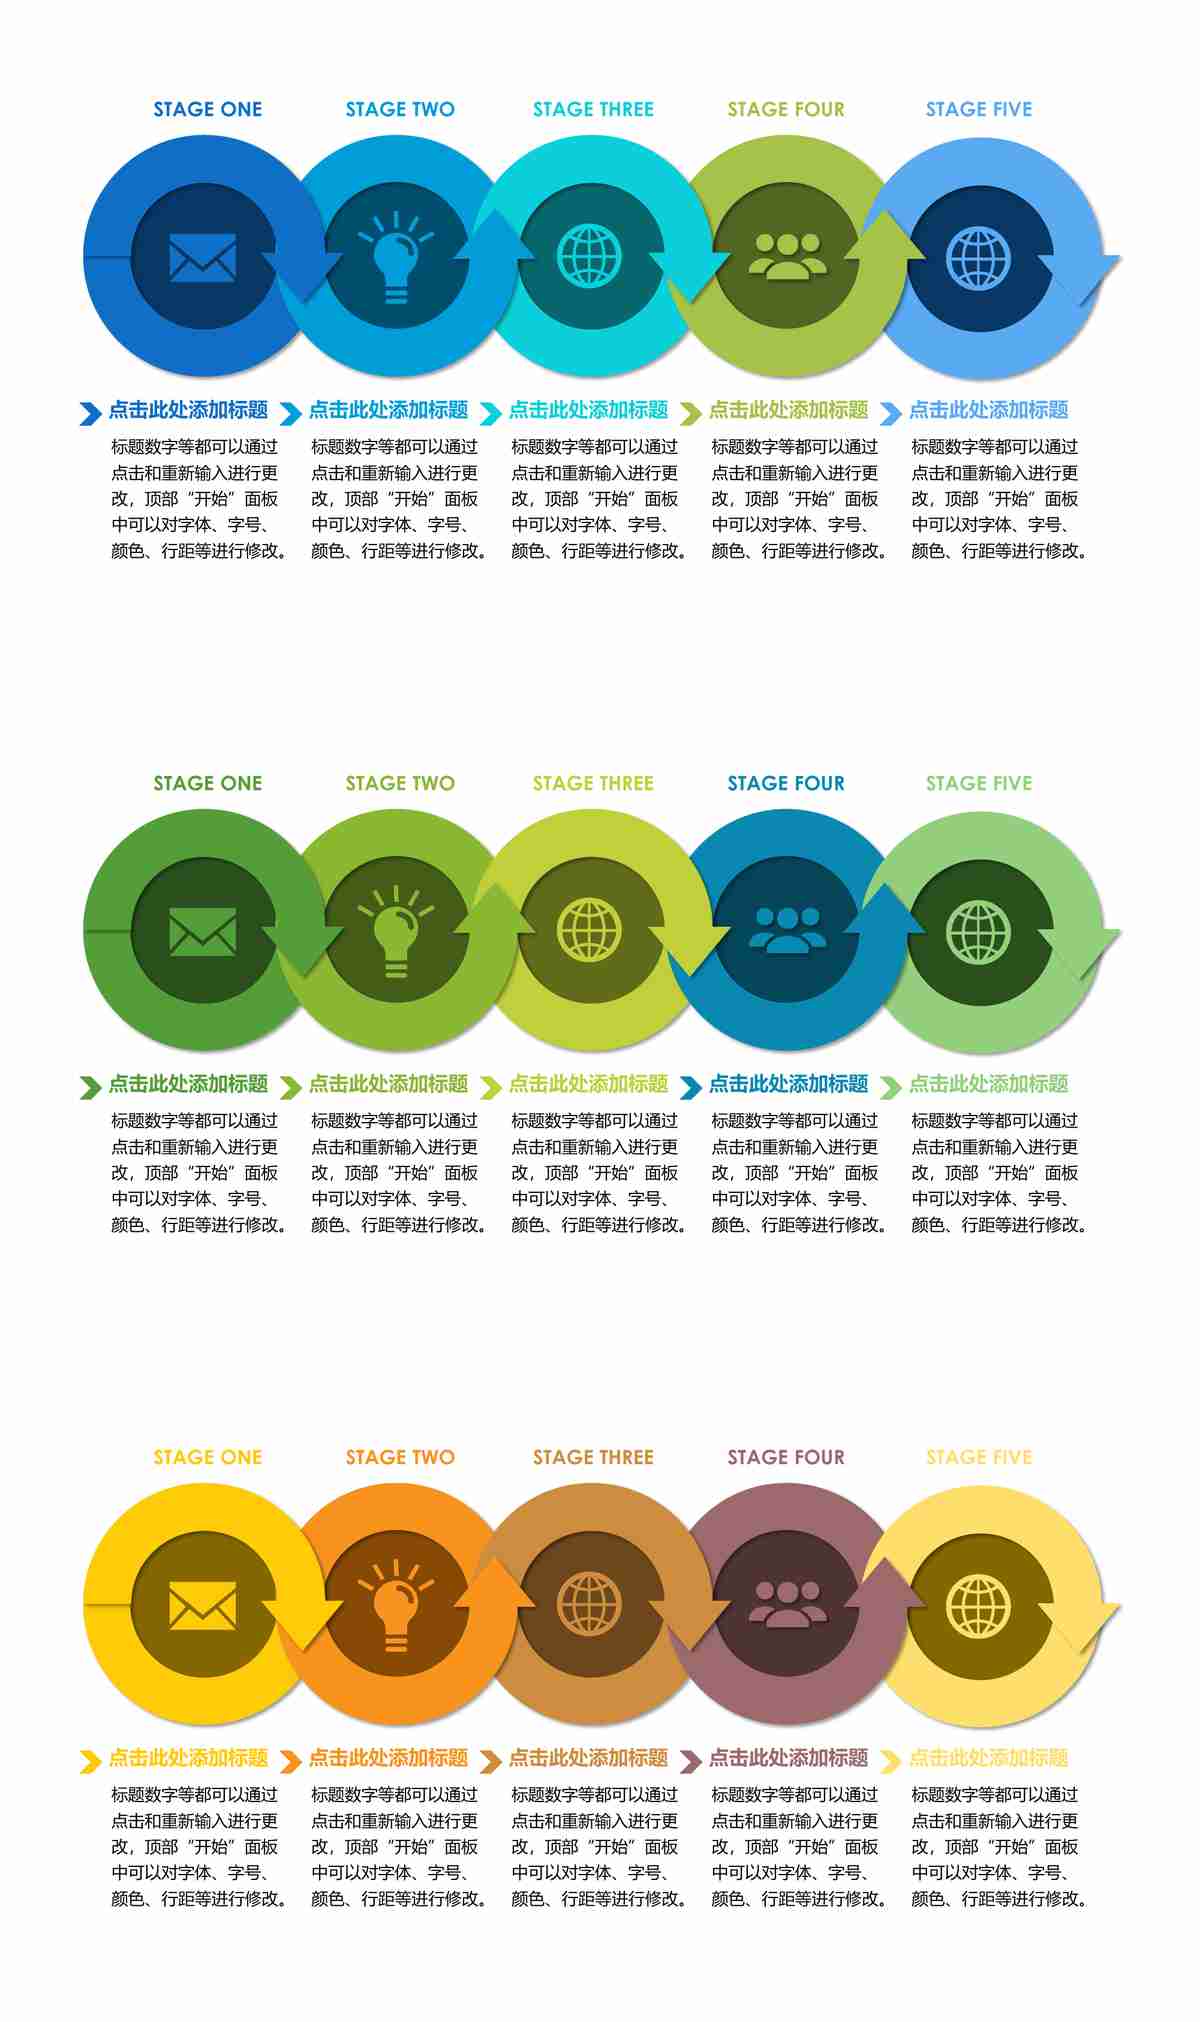 STAGE ONE STAGE TWO STAGE THREE STAGE FOUR STAGE FIVE
点击此处添加标题 点击此处添加标题 点击此处添加标题 点击此处添加标题 点击此处添加标题
标题数字等都可以通过 标题数字等都可以通过 标题数字等都可以通过 标题数字等都可以通过 标题数字等都可以通过
点击和重新输入进行更 点击和重新输入进行更 点击和重新输入进行更 点击和重新输入进行更 点击和重新输入进行更
改，顶部“开始”面板 改，顶部“开始”面板 改，顶部“开始”面板 改，顶部“开始”面板 改，顶部“开始”面板
中可以对字体、字号、 中可以对字体、字号、 中可以对字体、字号、 中可以对字体、字号、 中可以对字体、字号、
颜色、行距等进行修改。 颜色、行距等进行修改。 颜色、行距等进行修改。 颜色、行距等进行修改。 颜色、行距等进行修改。
STAGE ONE STAGE TWO STAGE THREE STAGE FOUR STAGE FIVE
点击此处添加标题 点击此处添加标题 点击此处添加标题 点击此处添加标题 点击此处添加标题
标题数字等都可以通过 标题数字等都可以通过 标题数字等都可以通过 标题数字等都可以通过 标题数字等都可以通过
点击和重新输入进行更 点击和重新输入进行更 点击和重新输入进行更 点击和重新输入进行更 点击和重新输入进行更
改，顶部“开始”面板 改，顶部“开始”面板 改，顶部“开始”面板 改，顶部“开始”面板 改，顶部“开始”面板
中可以对字体、字号、 中可以对字体、字号、 中可以对字体、字号、 中可以对字体、字号、 中可以对字体、字号、
颜色、行距等进行修改。 颜色、行距等进行修改。 颜色、行距等进行修改。 颜色、行距等进行修改。 颜色、行距等进行修改。
STAGE ONE STAGE TWO STAGE THREE STAGE FOUR STAGE FIVE
点击此处添加标题 点击此处添加标题 点击此处添加标题 点击此处添加标题 点击此处添加标题
标题数字等都可以通过 标题数字等都可以通过 标题数字等都可以通过 标题数字等都可以通过 标题数字等都可以通过
点击和重新输入进行更 点击和重新输入进行更 点击和重新输入进行更 点击和重新输入进行更 点击和重新输入进行更
改，顶部“开始”面板 改，顶部“开始”面板 改，顶部“开始”面板 改，顶部“开始”面板 改，顶部“开始”面板
中可以对字体、字号、 中可以对字体、字号、 中可以对字体、字号、 中可以对字体、字号、 中可以对字体、字号、
颜色、行距等进行修改。 颜色、行距等进行修改。 颜色、行距等进行修改。 颜色、行距等进行修改。 颜色、行距等进行修改。